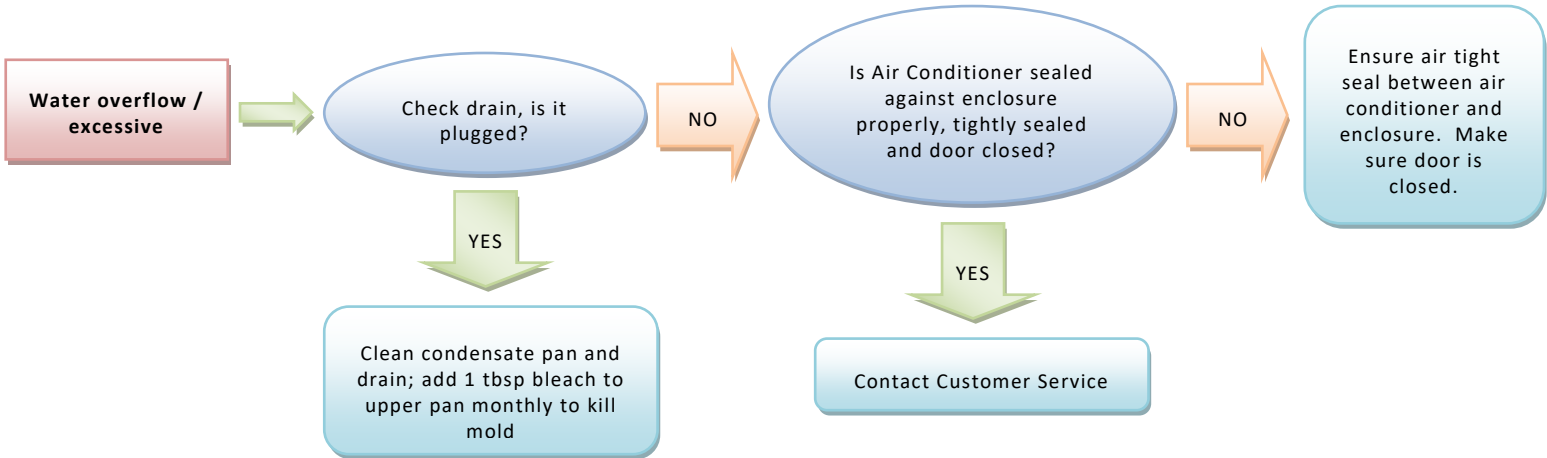 Water overflow /
excessive
Check drain, is it
plugged?
NO
Is Air Conditioner sealed
against enclosure
properly, tightly sealed
and door closed?
NO
Ensure air tight
seal between air
conditioner and
enclosure.  Make
sure door is
closed.
YES
Clean condensate pan and
drain; add 1 tbsp bleach to
upper pan monthly to kill
mold
YES
Contact Customer Service